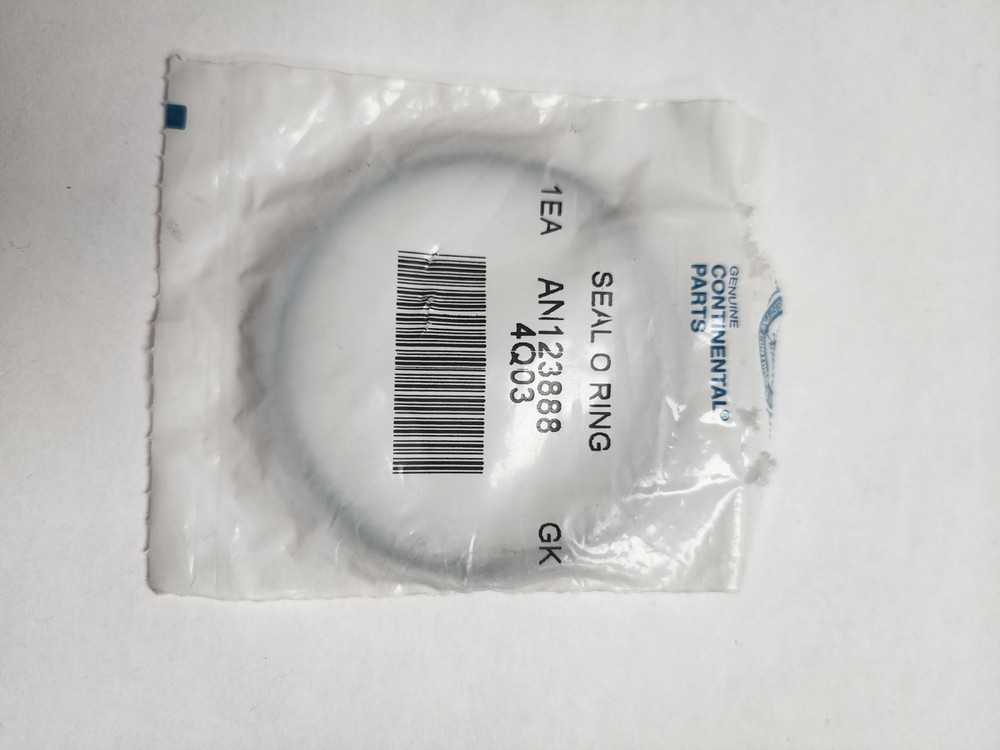 GENUINE
CONTINENTAL®
PARTS
SEAL O RING
1EA AN123888 GK
4Q03